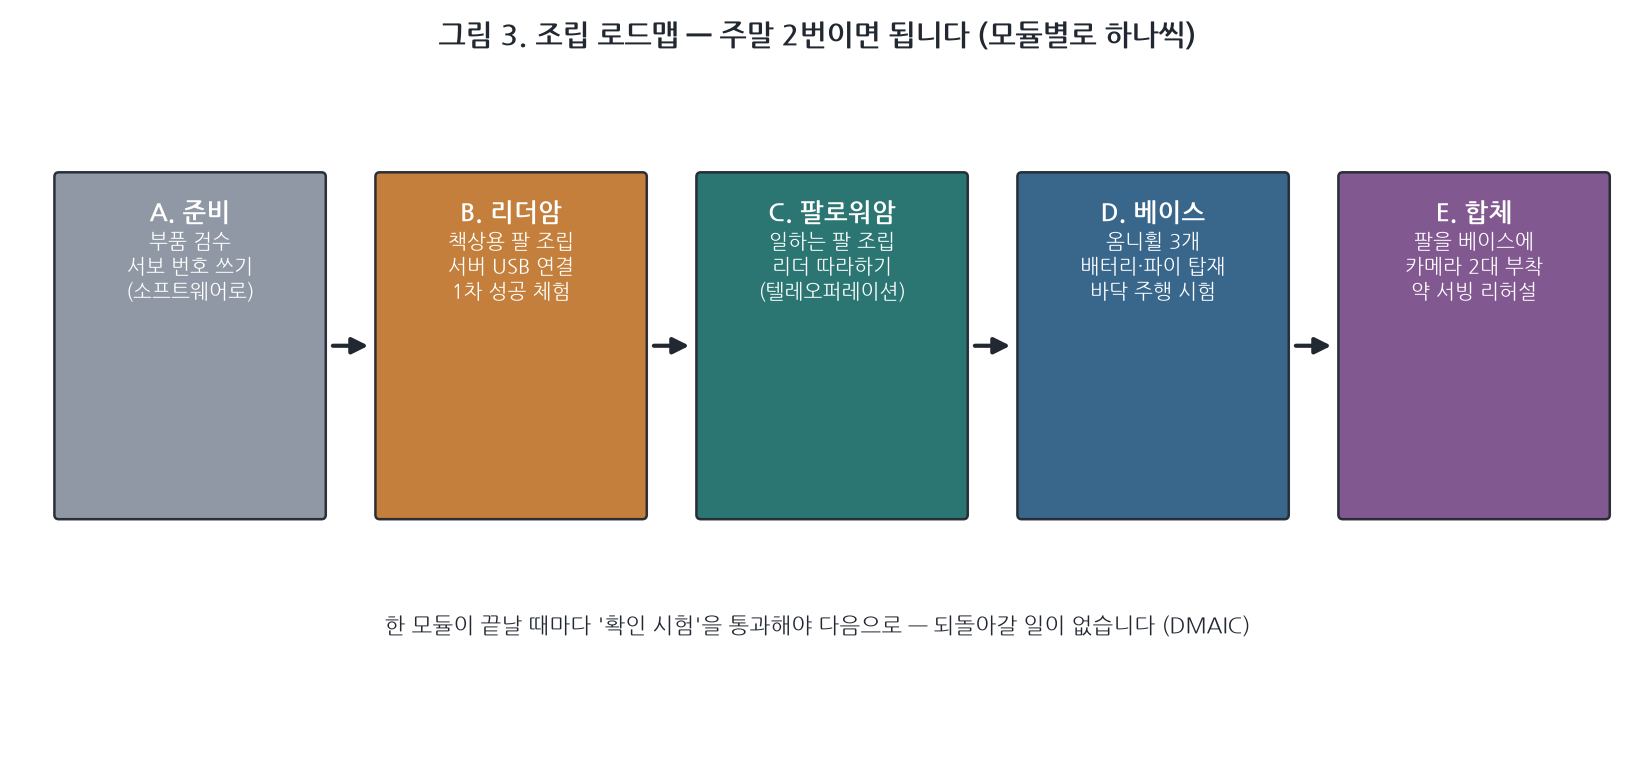 그림 3. 조립 로드맵 — 주말 2번이면 됩니다 (모듈별로 하나씩)
A. 준비
부품 검수
서보 번호 쓰기
(소프트웨어로)
B. 리더암
책상용 팔 조립
서버 USB 연결
1차 성공 체험
C. 팔로워암
일하는 팔 조립
리더 따라하기
(텔레오퍼레이션)
D. 베이스
옴니휠 3개
배터리·파이 탑재
바닥 주행 시험
E. 합체
팔을 베이스에
카메라 2대 부착
약 서빙 리허설
한 모듈이 끝날 때마다 '확인 시험'을 통과해야 다음으로 — 되돌아갈 일이 없습니다 (DMAIC)